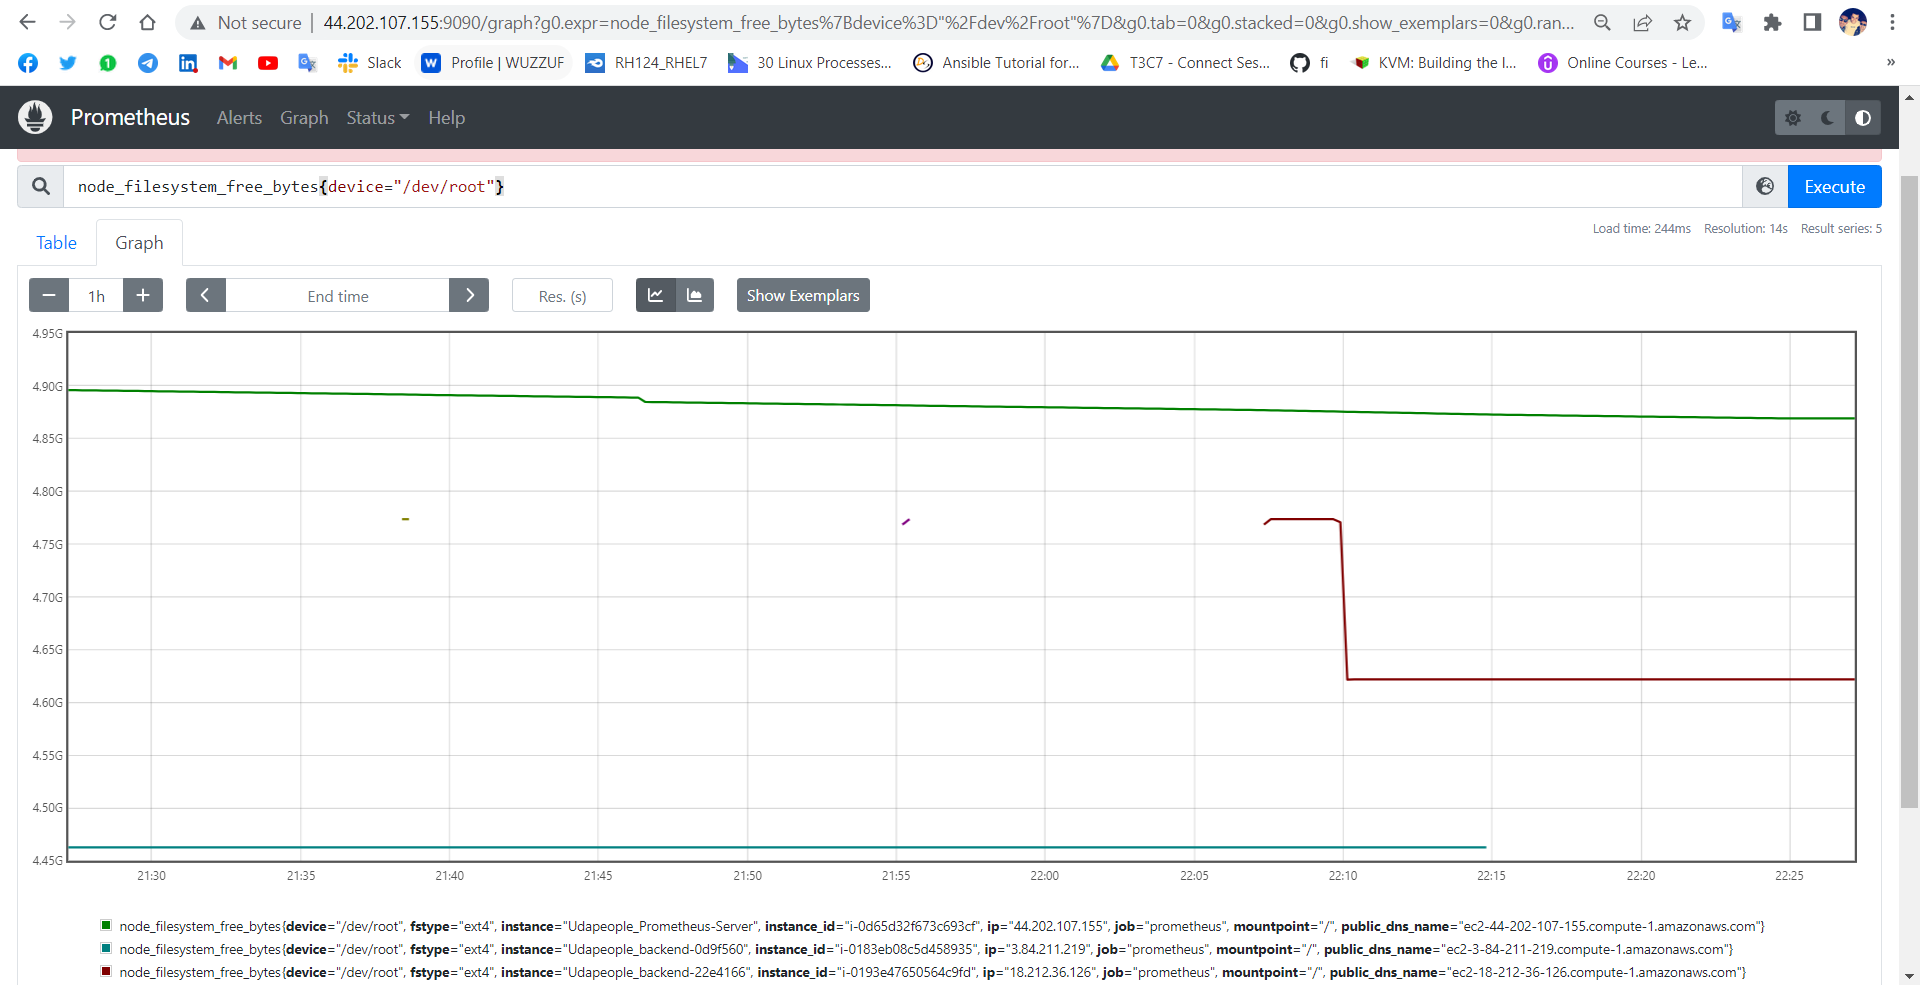 Not secure | 44.202.107.155:9090/graph?g0.expr=node_filesystem_free_bytes%7Bdevice%3D"%2Fdev%2Froot"%7D&g0.tab=0&g0.stacked=0&g0.show_exemplars=0&g0.ran...
Slack Profile | WUZZUF RH124_RHEL7 30 Linux Processes... Ansible Tutorial for... T3C7 - Connect Ses... fi KVM: Building the I... Online Courses - Le... »
Prometheus Alerts Graph Status Help
node_filesystem_free_bytes{device="/dev/root"} Execute
Table Graph Load time: 244ms Resolution: 14s Result series: 5
1h End time Res. (s) Show Exemplars
4.95G
4.90G
4.85G
4.80G
4.75G
4.70G
4.65G
4.60G
4.55G
4.50G
4.45G
21:30 21:35 21:40 21:45 21:50 21:55 22:00 22:05 22:10 22:15 22:20 22:25
node_filesystem_free_bytes{device="/dev/root", fstype="ext4", instance="Udapeople_Prometheus-Server", instance_id="i-0d65d32f673c693cf", ip="44.202.107.155", job="prometheus", mountpoint="/", public_dns_name="ec2-44-202-107-155.compute-1.amazonaws.com"}
node_filesystem_free_bytes{device="/dev/root", fstype="ext4", instance="Udapeople_backend-0d9f560", instance_id="i-0183eb08c5d458935", ip="3.84.211.219", job="prometheus", mountpoint="/", public_dns_name="ec2-3-84-211-219.compute-1.amazonaws.com"}
node_filesystem_free_bytes{device="/dev/root", fstype="ext4", instance="Udapeople_backend-22e4166", instance_id="i-0193e47650564c9fd", ip="18.212.36.126", job="prometheus", mountpoint="/", public_dns_name="ec2-18-212-36-126.compute-1.amazonaws.com"}